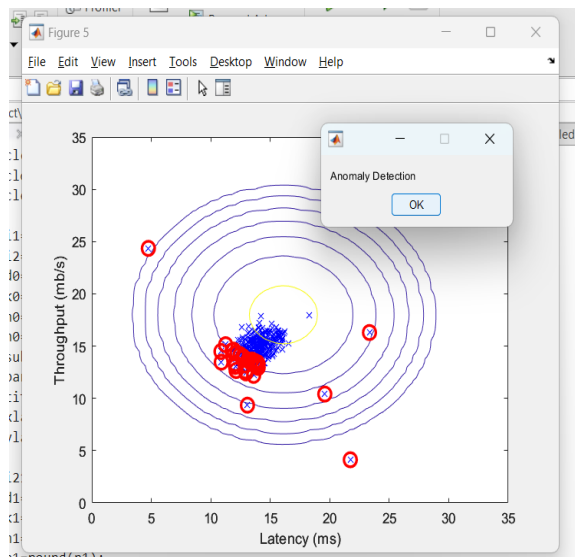 Figure 5
File Edit View Insert Tools Desktop Window Help
Anomaly Detection
OK
35
30
25
20
15
10
5
0
Throughput (mb/s)
0 5 10 15 20 25 30 35
Latency (ms)